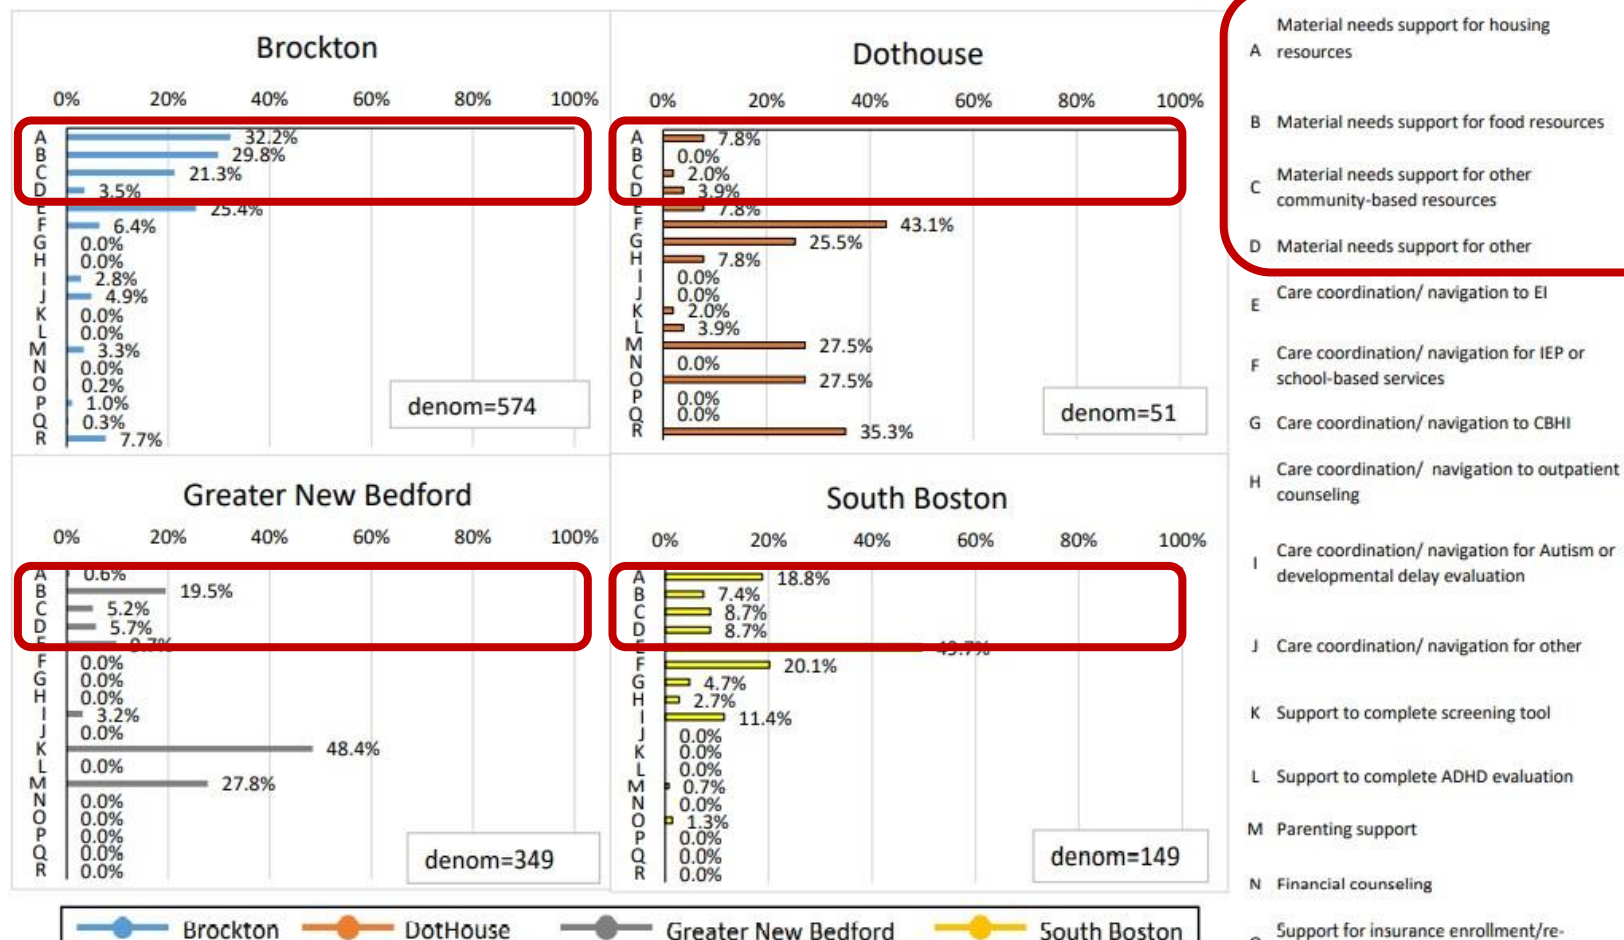 Brockton
0% 20% 40% 60% 80% 100%
A 32.2%
B 29.8%
C 21.3%
D 3.5%
E 25.4%
F 6.4%
G 0.0%
H 0.0%
I 2.8%
J 4.9%
K 0.0%
L 0.0%
M 3.3%
N 0.0%
O 0.2%
P 1.0%
Q 0.3%
R 7.7%
denom=574
Dothouse
0% 20% 40% 60% 80% 100%
A 7.8%
B 0.0%
C 2.0%
D 3.9%
E 7.8%
F 43.1%
G 25.5%
H 7.8%
I 0.0%
J 0.0%
K 2.0%
L 3.9%
M 27.5%
N 0.0%
O 27.5%
P 0.0%
Q 0.0%
R 35.3%
denom=51
Greater New Bedford
0% 20% 40% 60% 80% 100%
A 0.6%
B 19.5%
C 5.2%
D 5.7%
E
F 0.0%
G 0.0%
H 0.0%
I 3.2%
J 0.0%
K 48.4%
L 0.0%
M 27.8%
N 0.0%
O 0.0%
P 0.0%
Q 0.0%
R 0.0%
denom=349
South Boston
0% 20% 40% 60% 80% 100%
A 18.8%
B 7.4%
C 8.7%
D 8.7%
E
F 20.1%
G 4.7%
H 2.7%
I 11.4%
J 0.0%
K 0.0%
L 0.0%
M 0.7%
N 0.0%
O 1.3%
P 0.0%
Q 0.0%
R 0.0%
denom=149
Brockton DotHouse Greater New Bedford South Boston
Material needs support for housing
A resources
B Material needs support for food resources
Material needs support for other
C community-based resources
D Material needs support for other
Care coordination/ navigation to EI
E
Care coordination/ navigation for IEP or
F school-based services
G Care coordination/ navigation to CBHI
Care coordination/ navigation to outpatient
H counseling
Care coordination/ navigation for Autism or
I developmental delay evaluation
J Care coordination/ navigation for other
K Support to complete screening tool
L Support to complete ADHD evaluation
M Parenting support
N Financial counseling
Support for insurance enrollment/re-